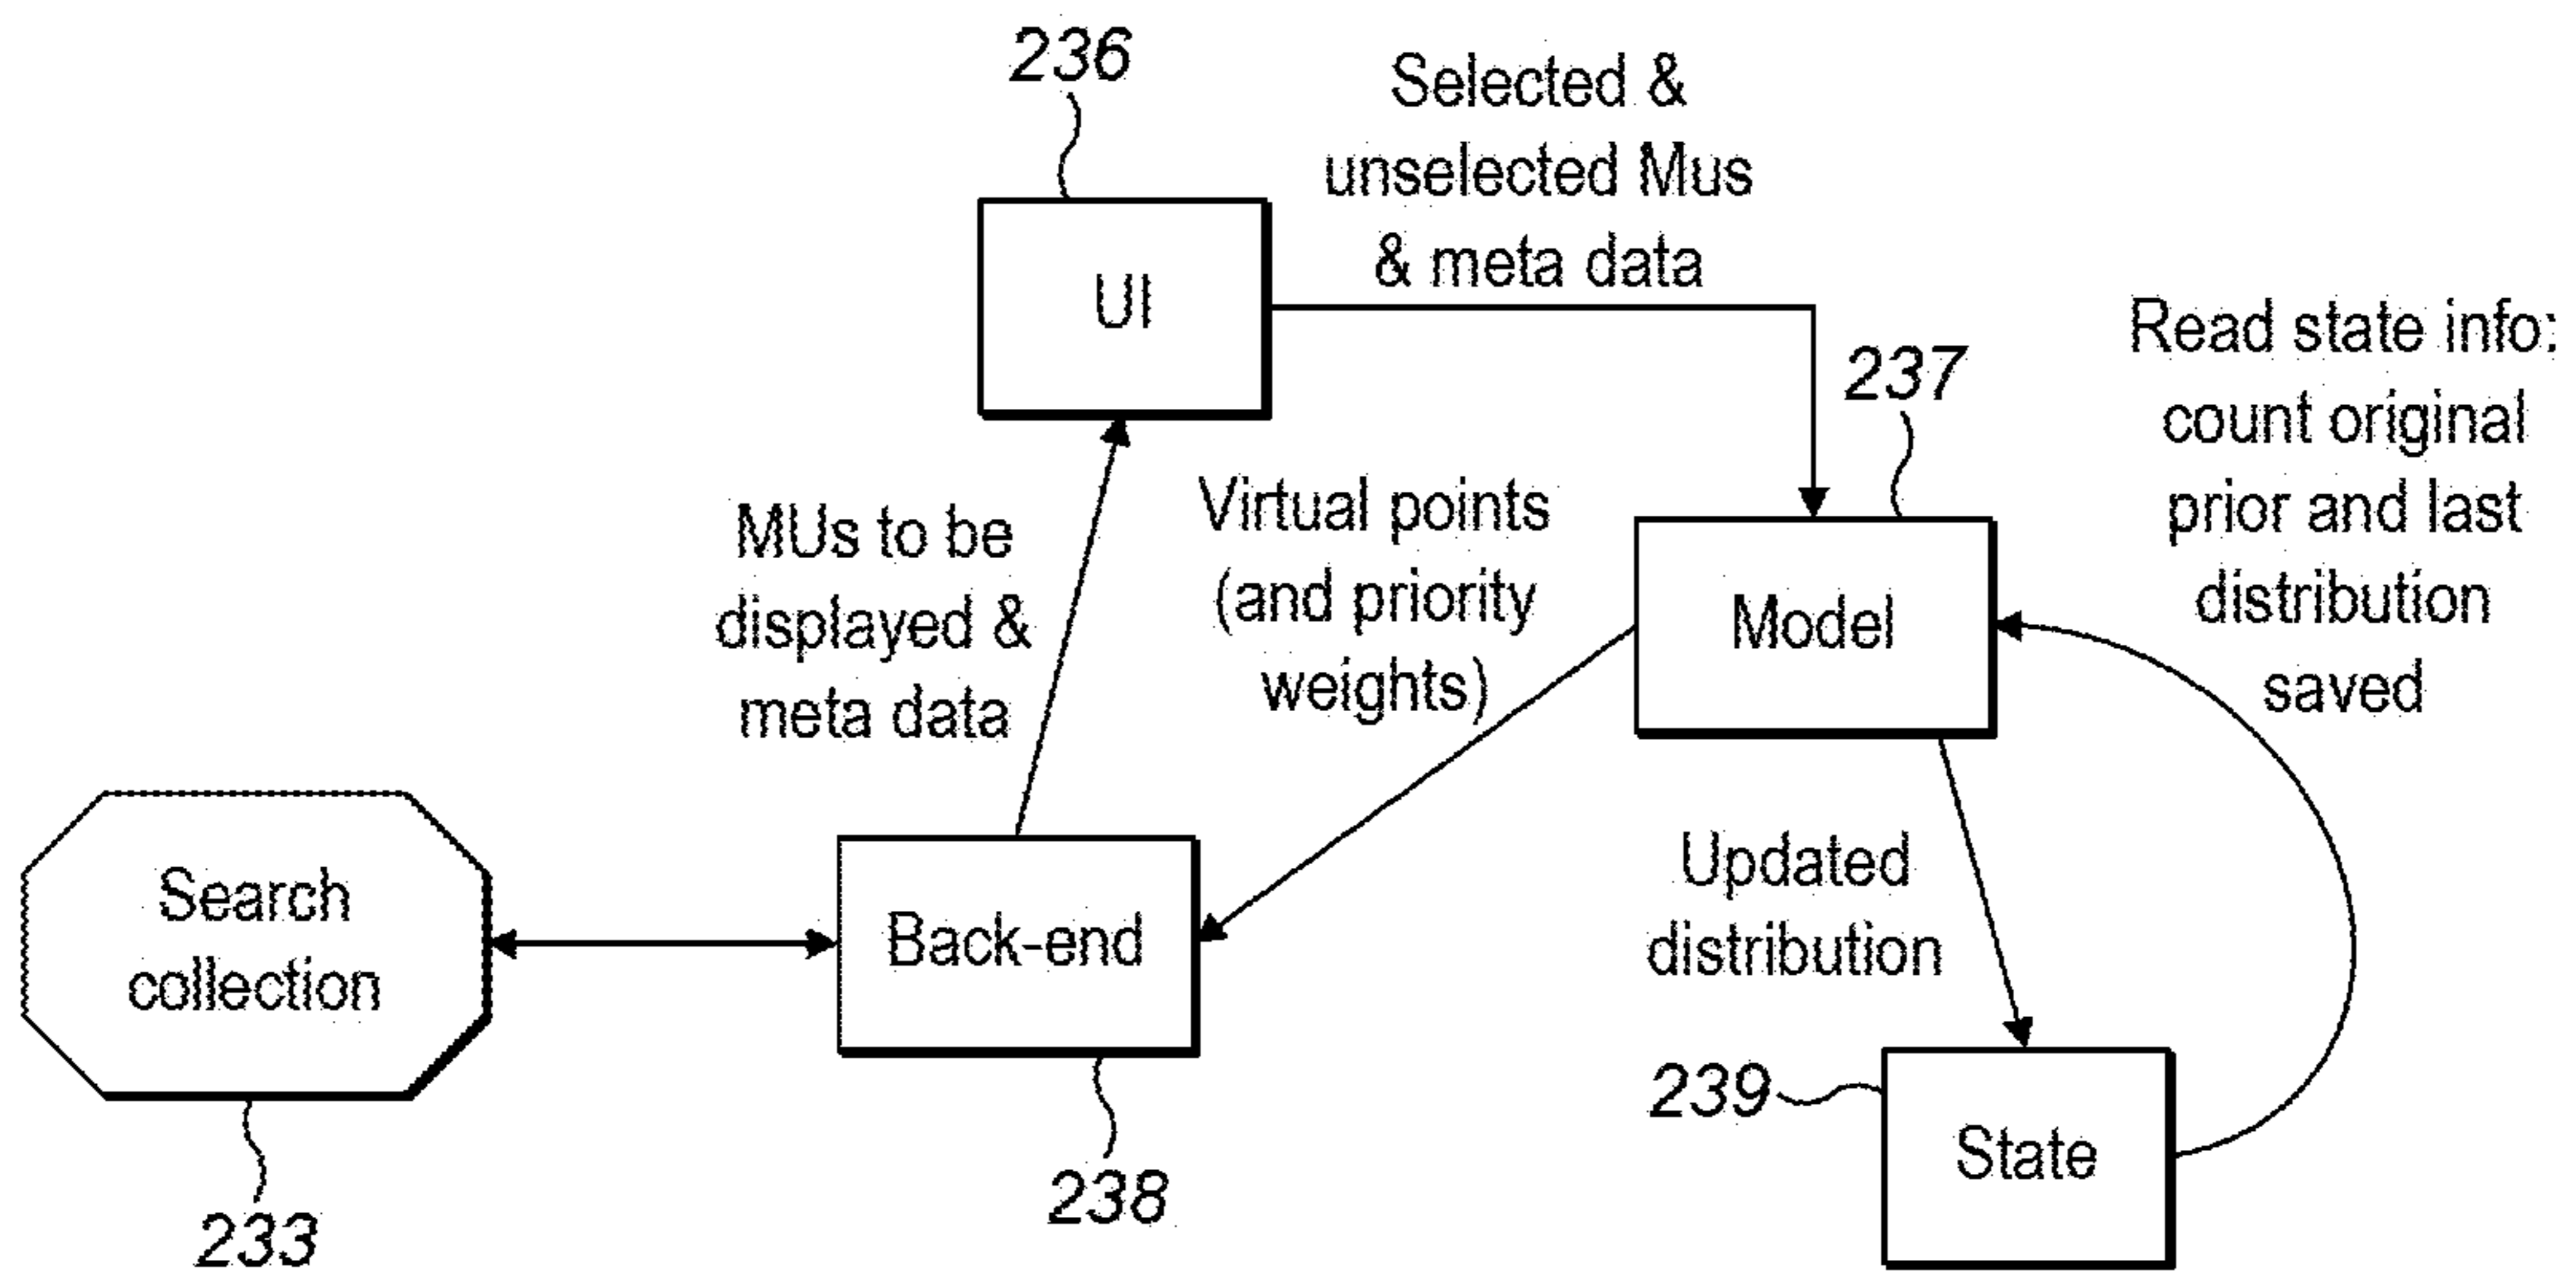 236
Selected &
unselected Mus
& meta data
UI
237
Read state info:
count original
prior and last
distribution
saved
MUs to be
displayed &
meta data
Virtual points
(and priority
weights)
Model
Search
collection
Back-end
Updated
distribution
239
State
233
238